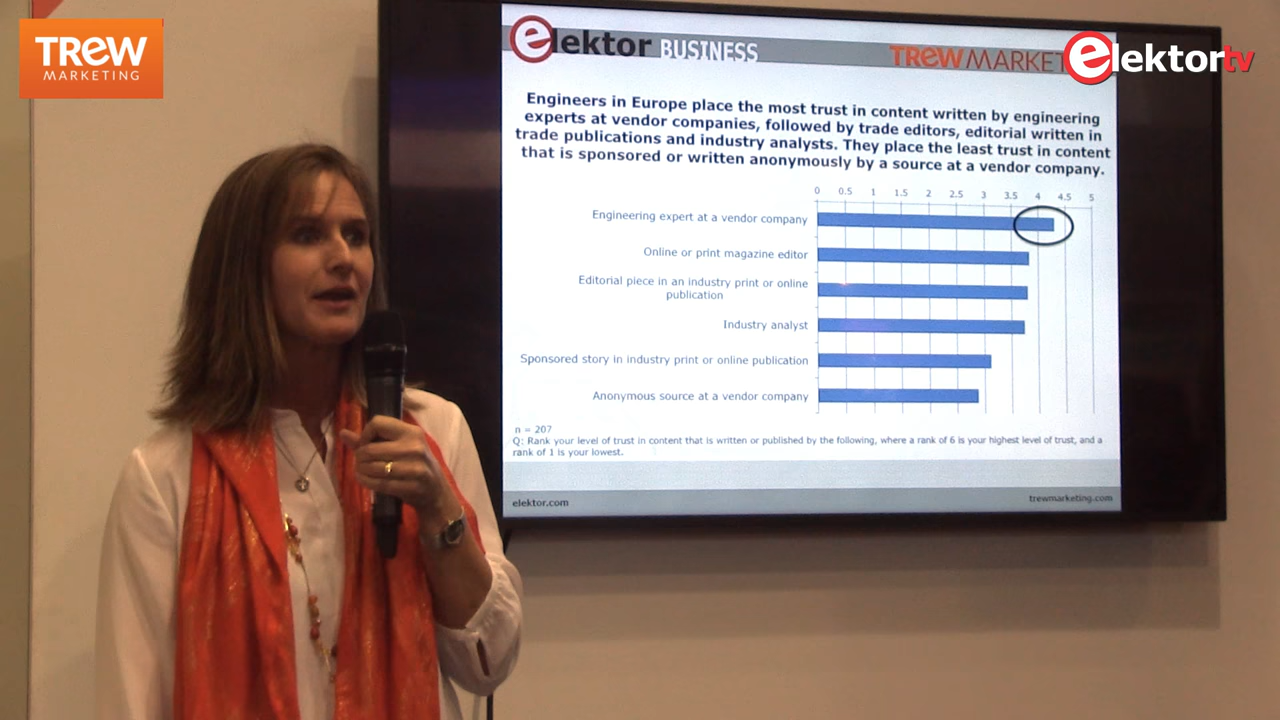 TREW
MARKETING
elektor BUSINESS
TREW MARKET
elektortv
Engineers in Europe place the most trust in content written by engineering
experts at vendor companies, followed by trade editors, editorial written in
trade publications and industry analysts. They place the least trust in content
that is sponsored or written anonymously by a source at a vendor company.
0 0.5 1 1.5 2 2.5 3 3.5 4 4.5 5
Engineering expert at a vendor company
Online or print magazine editor
Editorial piece in an industry print or online
publication
Industry analyst
Sponsored story in industry print or online publication
Anonymous source at a vendor company
n = 207
Q: Rank your level of trust in content that is written or published by the following, where a rank of 6 is your highest level of trust, and a
rank of 1 is your lowest.
elektor.com
trewmarketing.com